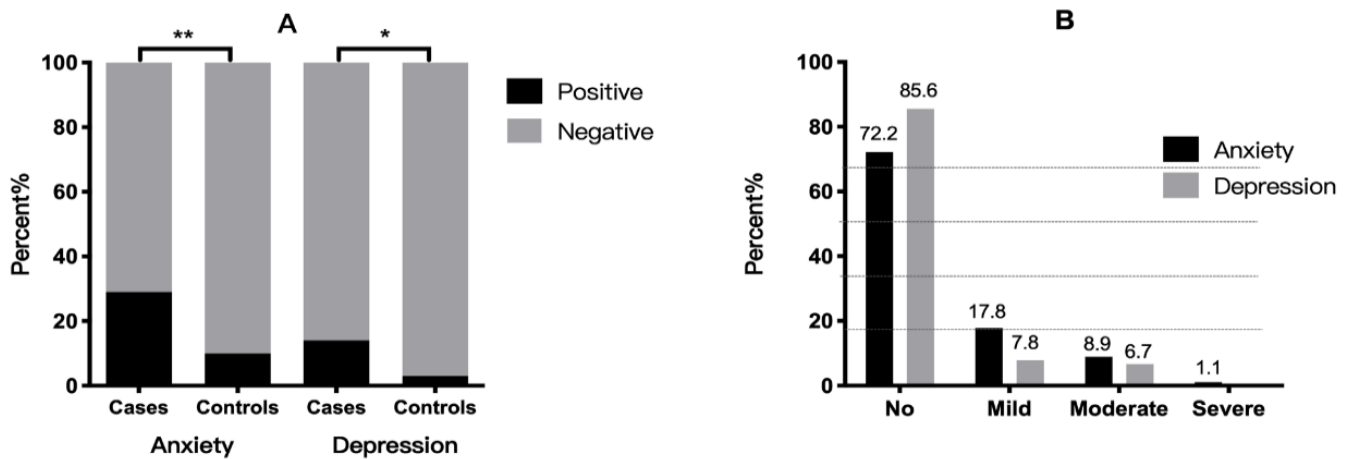 A
**
*
Percent%
100
80
60
40
20
0
Positive
Negative
Cases
Controls
Cases
Controls
Anxiety
Depression
B
Percent%
100
80
60
40
20
0
72.2
85.6
17.8
7.8
8.9
6.7
1.1
Anxiety
Depression
No
Mild
Moderate
Severe